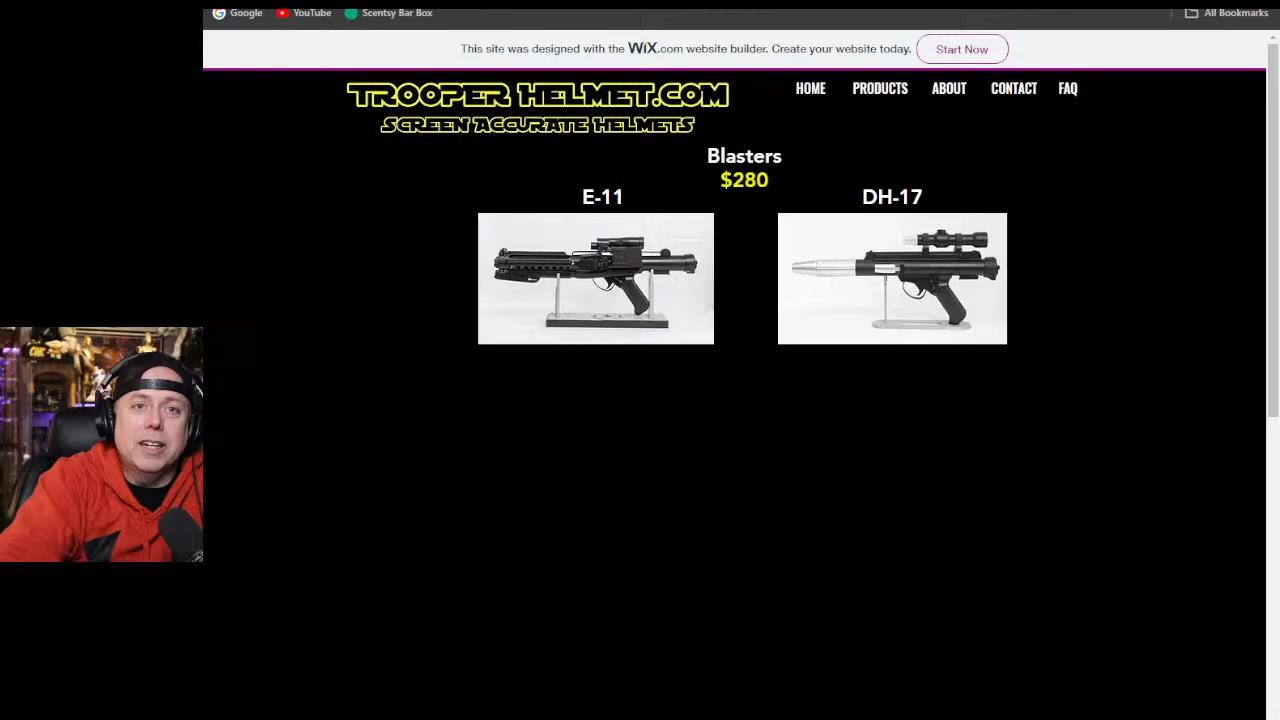 Google YouTube Scentsy Bar Box All Bookmarks
This site was designed with the WiX.com website builder. Create your website today. Start Now
TROOPER HELMET.COM HOME PRODUCTS ABOUT CONTACT FAQ
SCREEN ACCURATE HELMETS
Blasters
$280
E-11 DH-17